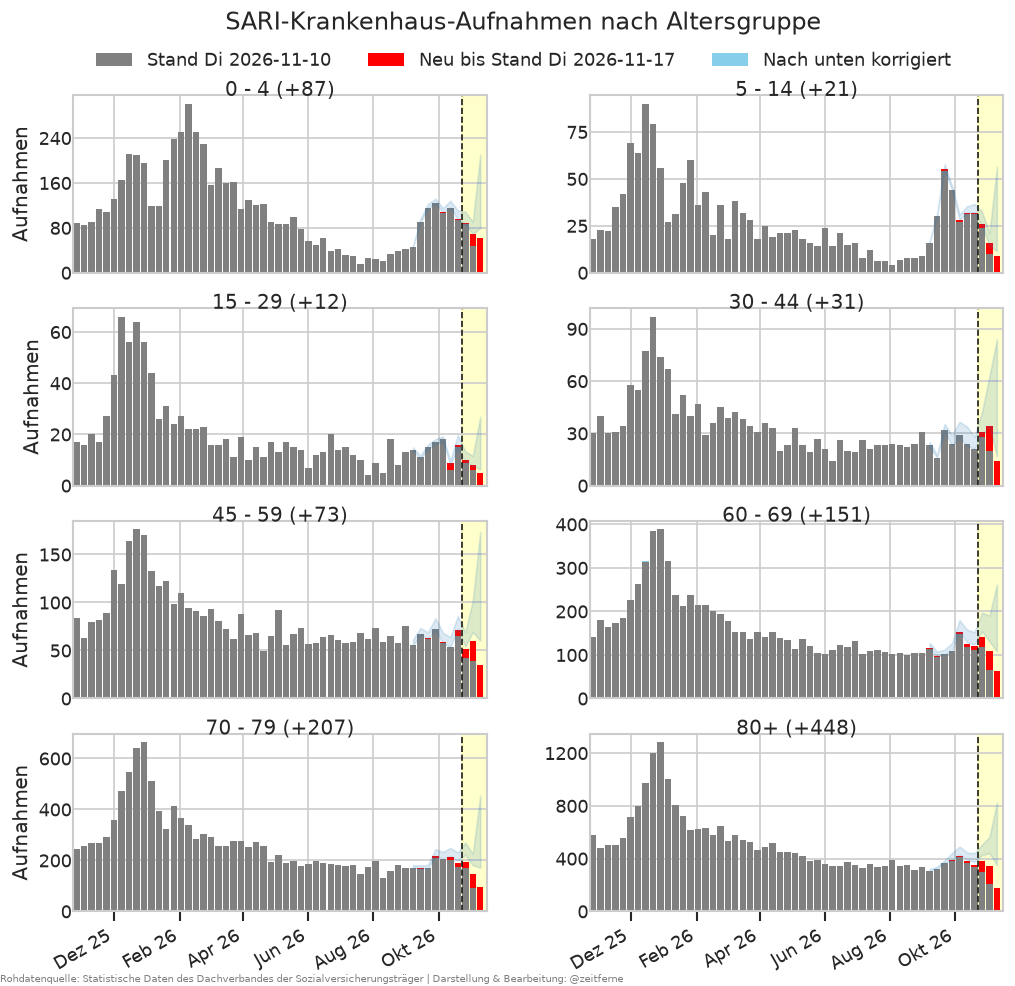 SARI-Krankenhaus-Aufnahmen nach Altersgruppe
Stand Di 2026-11-10 Neu bis Stand Di 2026-11-17 Nach unten korrigiert
0 - 4 (+87)
Aufnahmen
240
160
80
0
5 - 14 (+21)
75
50
25
0
15 - 29 (+12)
Aufnahmen
60
40
20
0
30 - 44 (+31)
90
60
30
0
45 - 59 (+73)
Aufnahmen
150
100
50
0
60 - 69 (+151)
400
300
200
100
0
70 - 79 (+207)
Aufnahmen
600
400
200
0
Dez 25 Feb 26 Apr 26 Jun 26 Aug 26 Okt 26
80+ (+448)
1200
800
400
0
Dez 25 Feb 26 Apr 26 Jun 26 Aug 26 Okt 26
Rohdatenquelle: Statistische Daten des Dachverbandes der Sozialversicherungsträger | Darstellung & Bearbeitung: @zeitferne